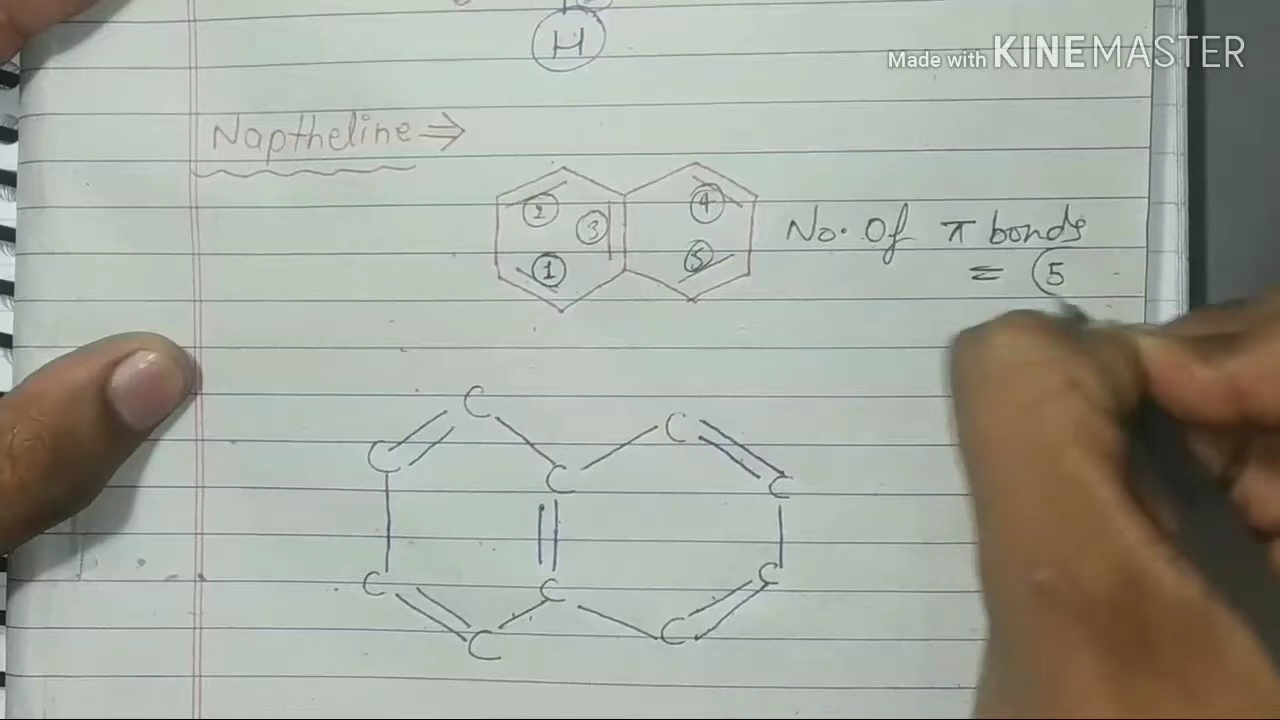 H
Made with KINEMASTER
Naptheline ⇒
2 4
3
1 5
No. Of π bonds
= 5
C
C C
C C
C C
C C
C